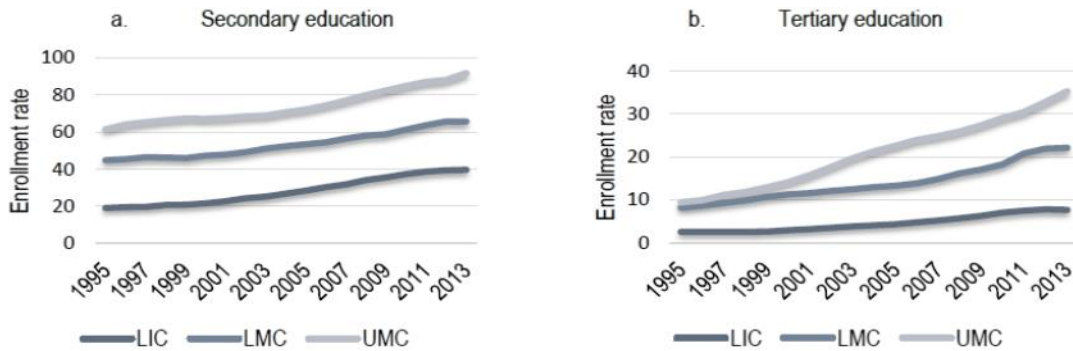 a. Secondary education
Enrollment rate
100
80
60
40
20
0
1995 1997 1999 2001 2003 2005 2007 2009 2011 2013
LIC LMC UMC
b. Tertiary education
Enrollment rate
40
30
20
10
0
1995 1997 1999 2001 2003 2005 2007 2009 2011 2013
LIC LMC UMC